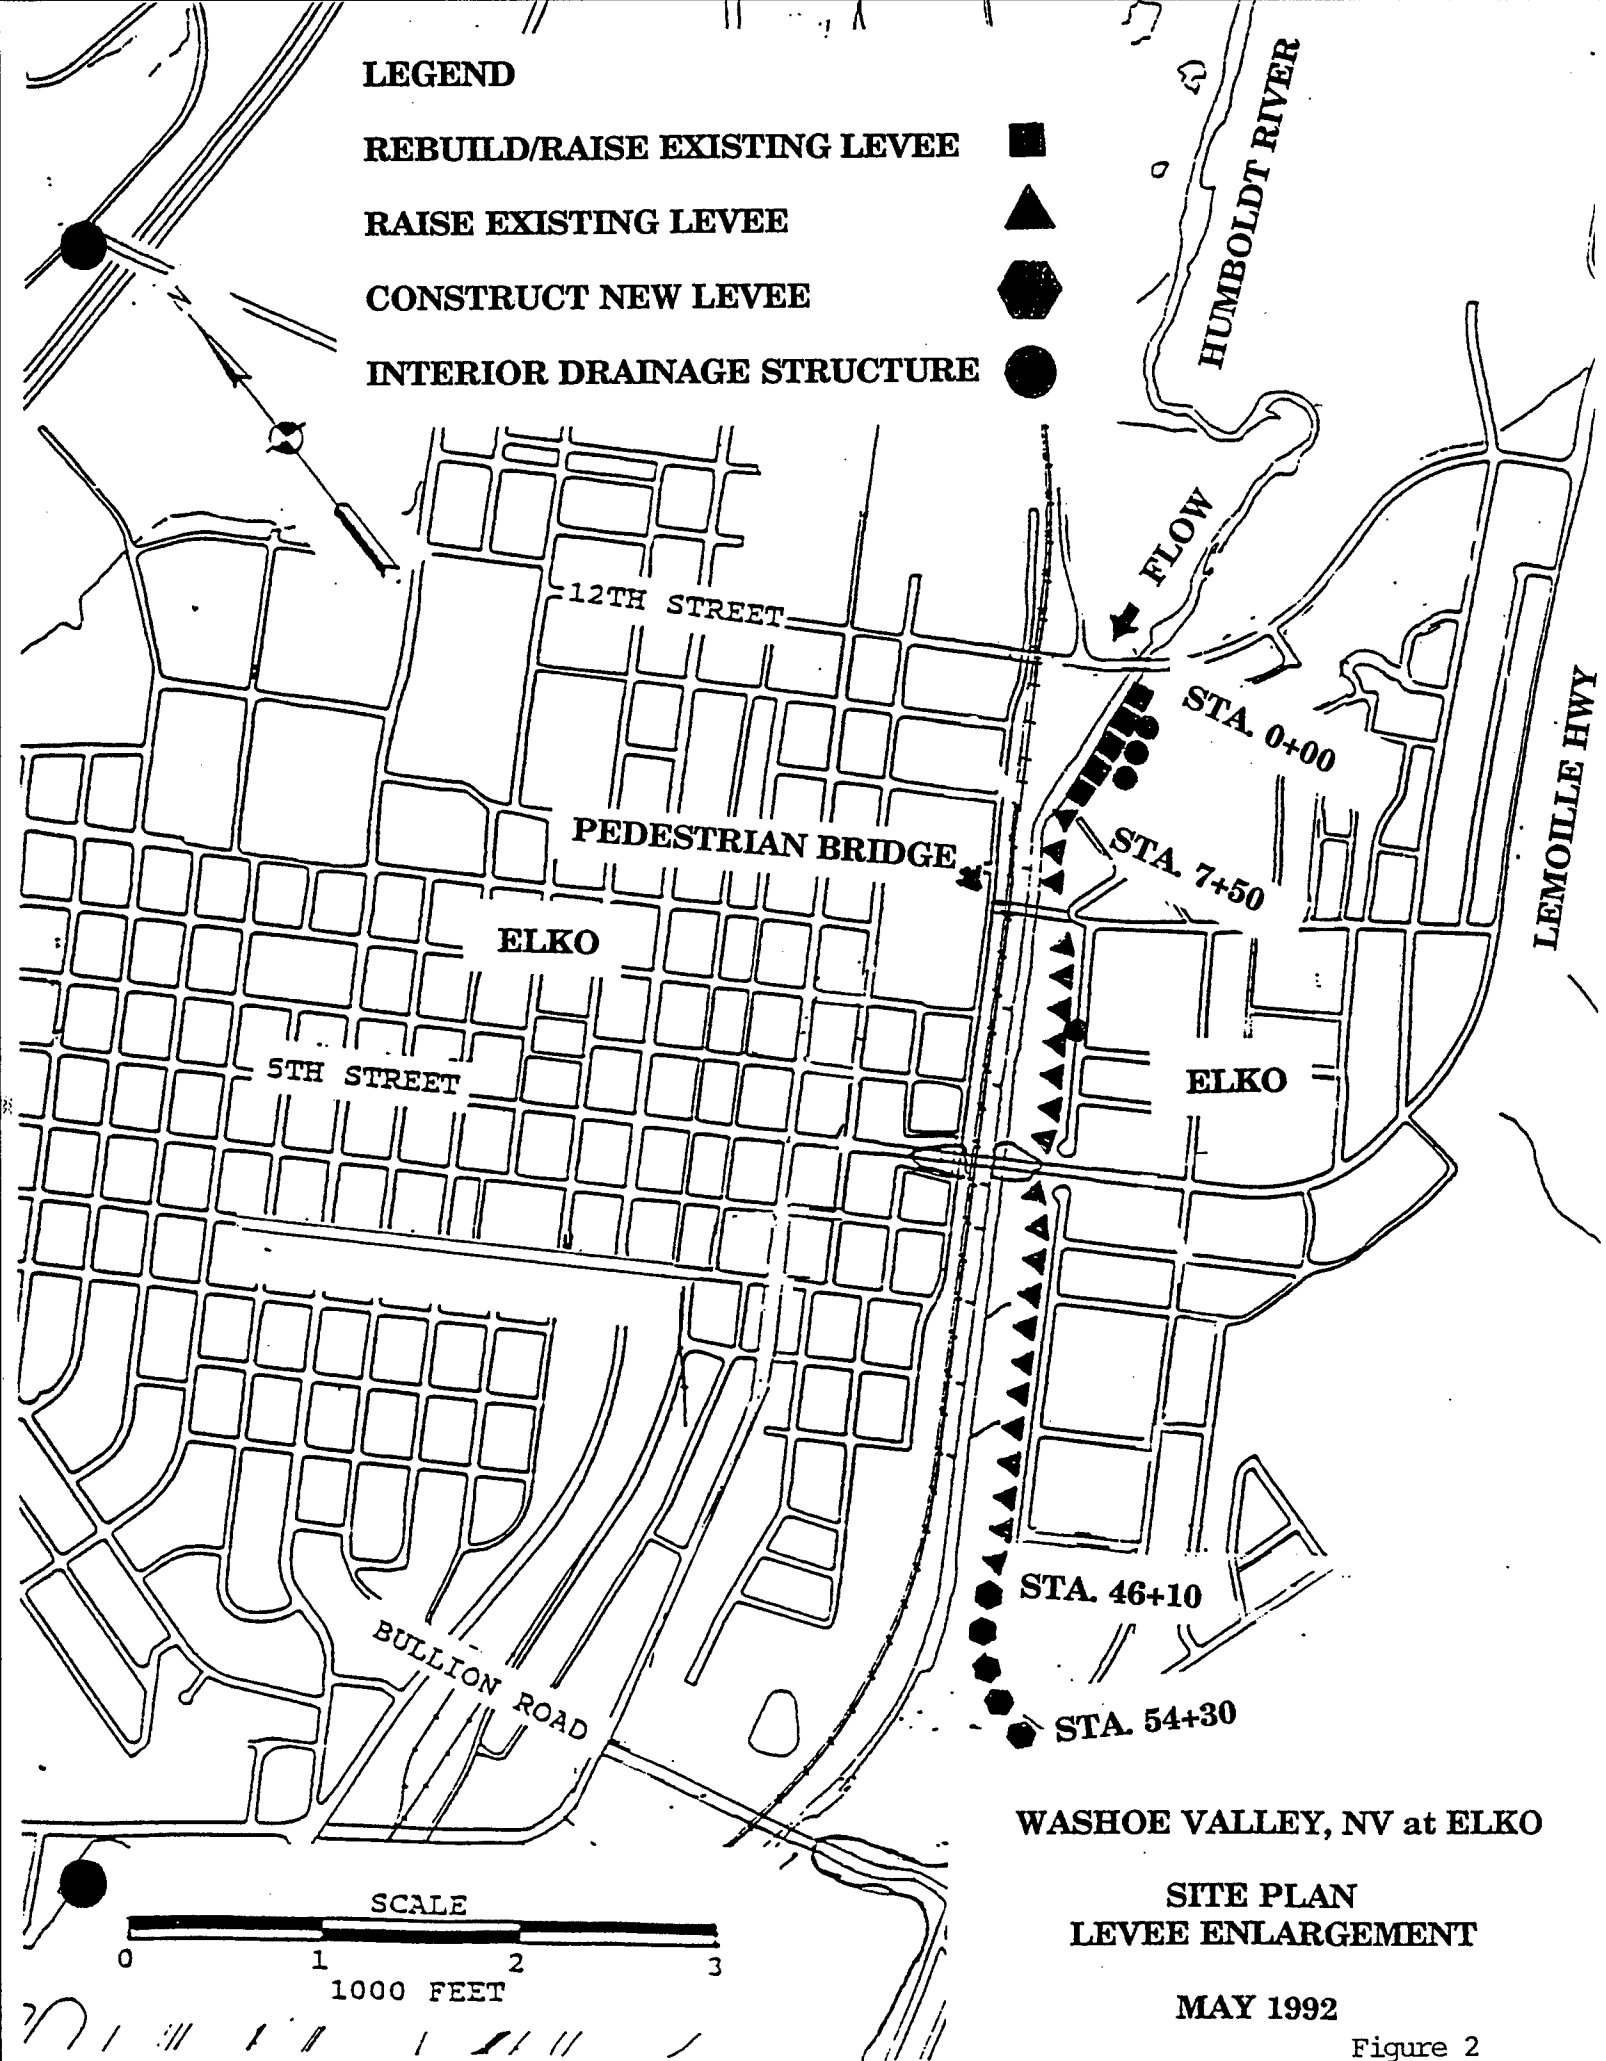 LEGEND
REBUILD/RAISE EXISTING LEVEE
RAISE EXISTING LEVEE
CONSTRUCT NEW LEVEE
INTERIOR DRAINAGE STRUCTURE
HUMBOLDT RIVER
N
FLOW
12TH STREET
STA. 0+00
LEMOILLE HWY
PEDESTRIAN BRIDGE
STA. 7+50
ELKO
5TH STREET
ELKO
STA. 46+10
BULLION ROAD
STA. 54+30
WASHOE VALLEY, NV at ELKO
SITE PLAN
LEVEE ENLARGEMENT
MAY 1992
SCALE
0 1 2 3
1000 FEET
Figure 2